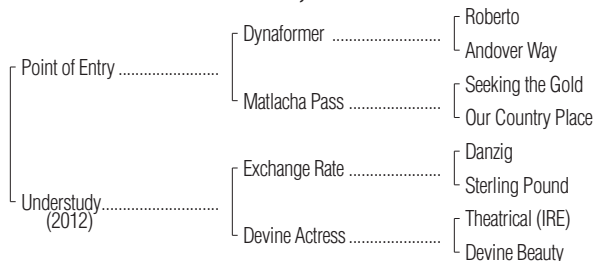 Roberto
Dynaformer
Andover Way
Point of Entry
Seeking the Gold
Matlacha Pass
Our Country Place
Danzig
Exchange Rate
Sterling Pound
Understudy
(2012)
Theatrical (IRE)
Devine Actress
Devine Beauty